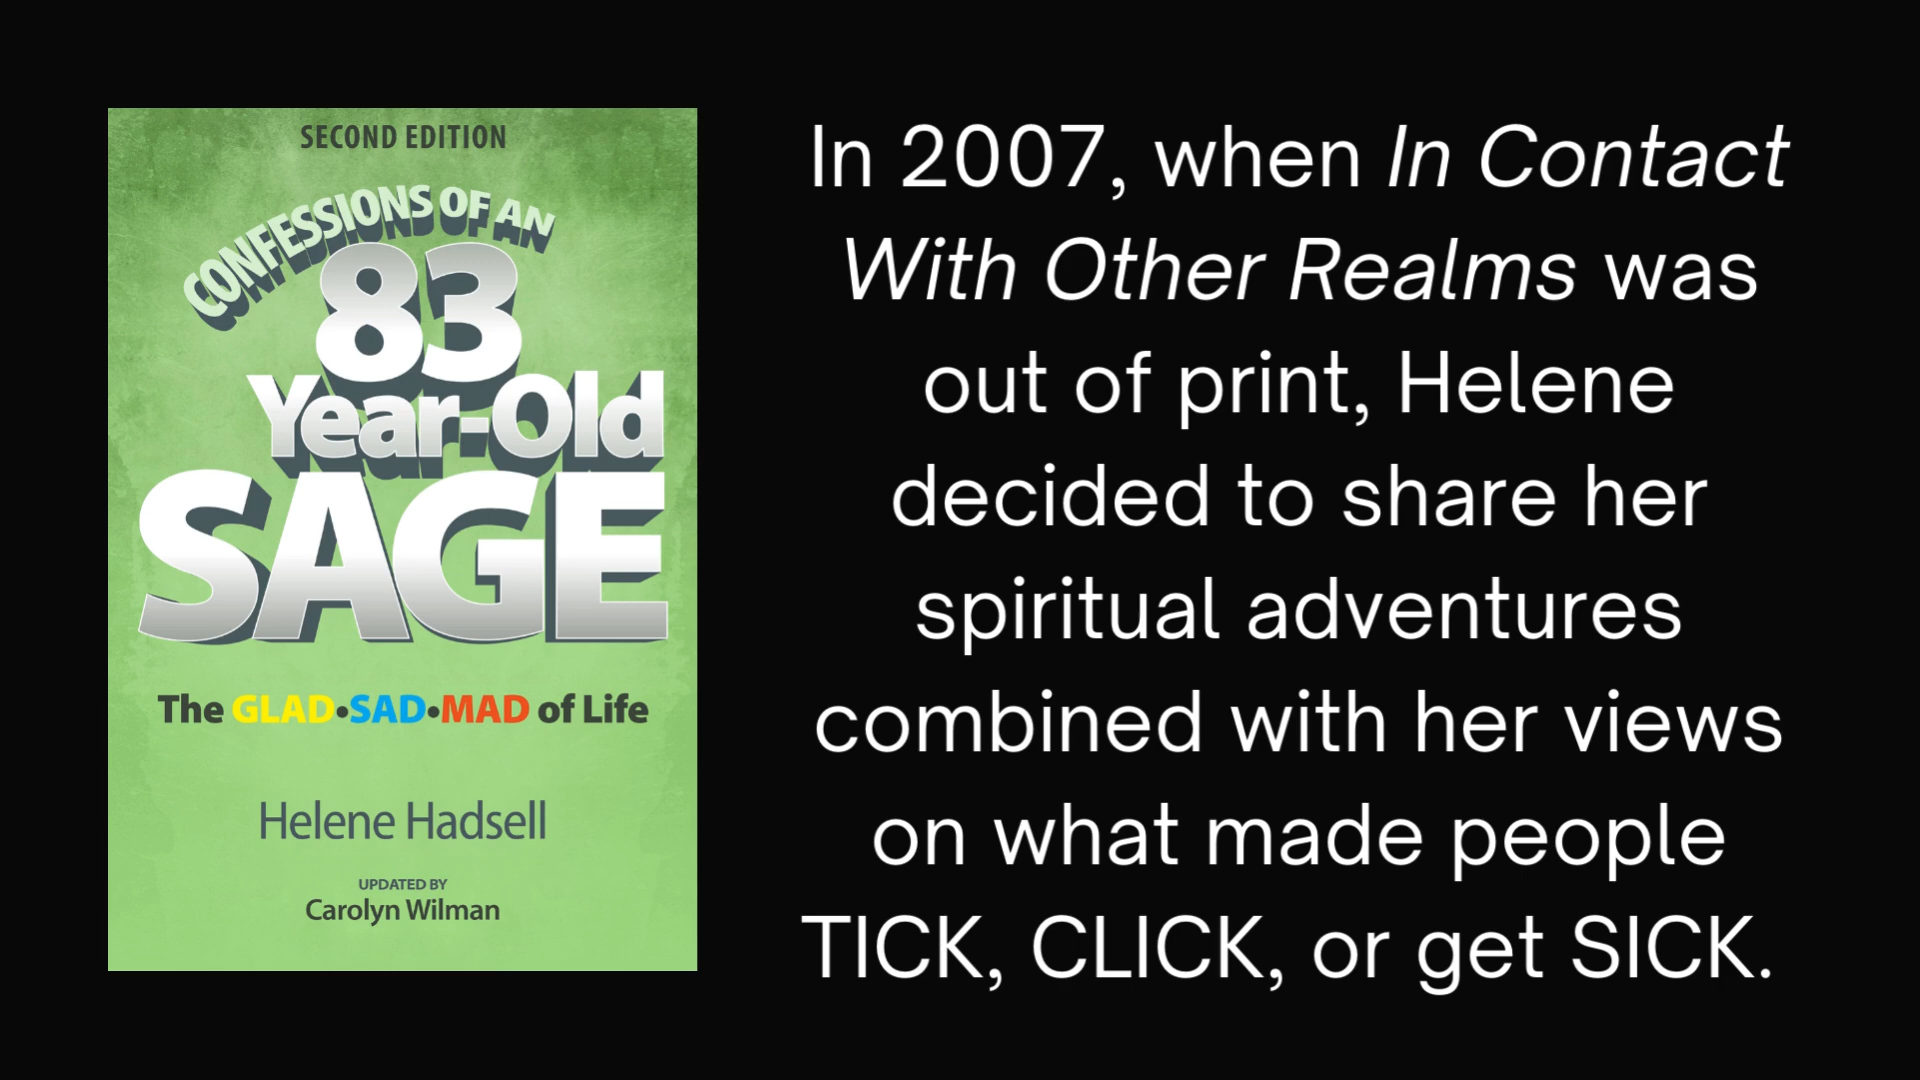 SECOND EDITION
CONFESSIONS OF AN
83
Year-Old
SAGE
The GLAD•SAD•MAD of Life
Helene Hadsell
UPDATED BY
Carolyn Wilman
In 2007, when In Contact
With Other Realms was
out of print, Helene
decided to share her
spiritual adventures
combined with her views
on what made people
TICK, CLICK, or get SICK.